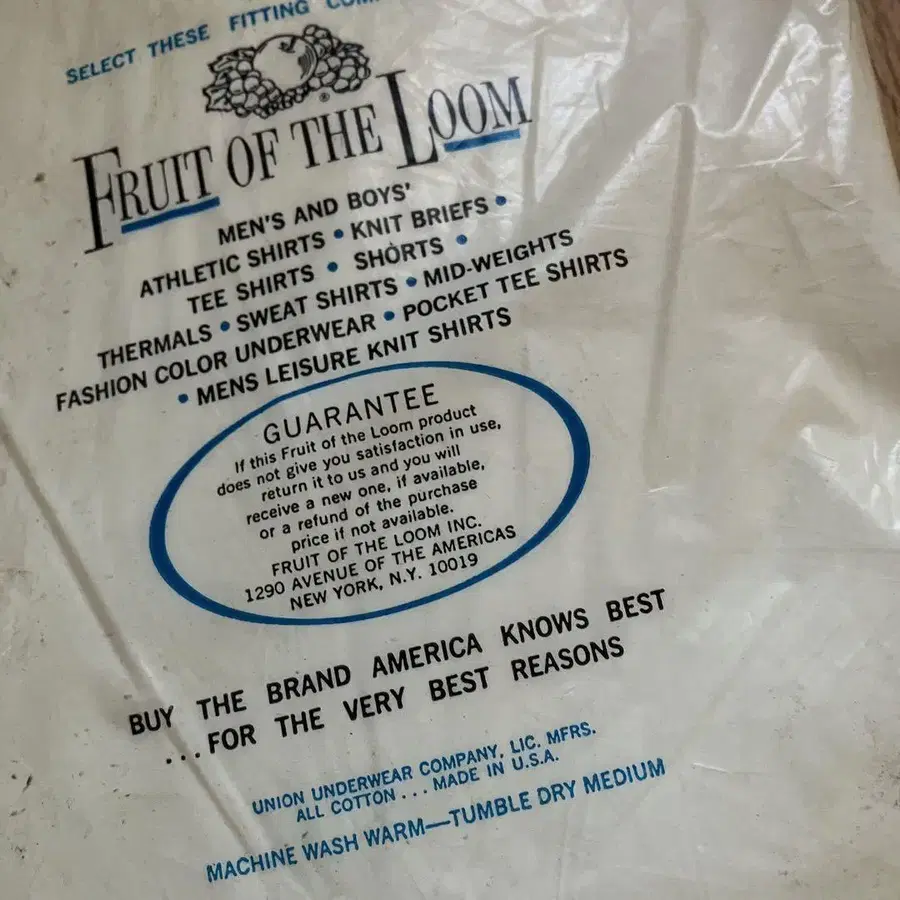 SELECT THESE FITTING
®
FRUIT OF THE LOOM
MEN'S AND BOYS'
ATHLETIC SHIRTS • KNIT BRIEFS •
TEE SHIRTS • SHORTS •
THERMALS • SWEAT SHIRTS • MID-WEIGHTS
FASHION COLOR UNDERWEAR • POCKET TEE SHIRTS
• MENS LEISURE KNIT SHIRTS
GUARANTEE
If this Fruit of the Loom product
does not give you satisfaction in use,
return it to us and you will
receive a new one, if available,
or a refund of the purchase
price if not available.
FRUIT OF THE LOOM INC.
1290 AVENUE OF THE AMERICAS
NEW YORK, N.Y. 10019
BUY THE BRAND AMERICA KNOWS BEST
...FOR THE VERY BEST REASONS
UNION UNDERWEAR COMPANY, LIC. MFRS.
ALL COTTON...MADE IN U.S.A.
MACHINE WASH WARM—TUMBLE DRY MEDIUM